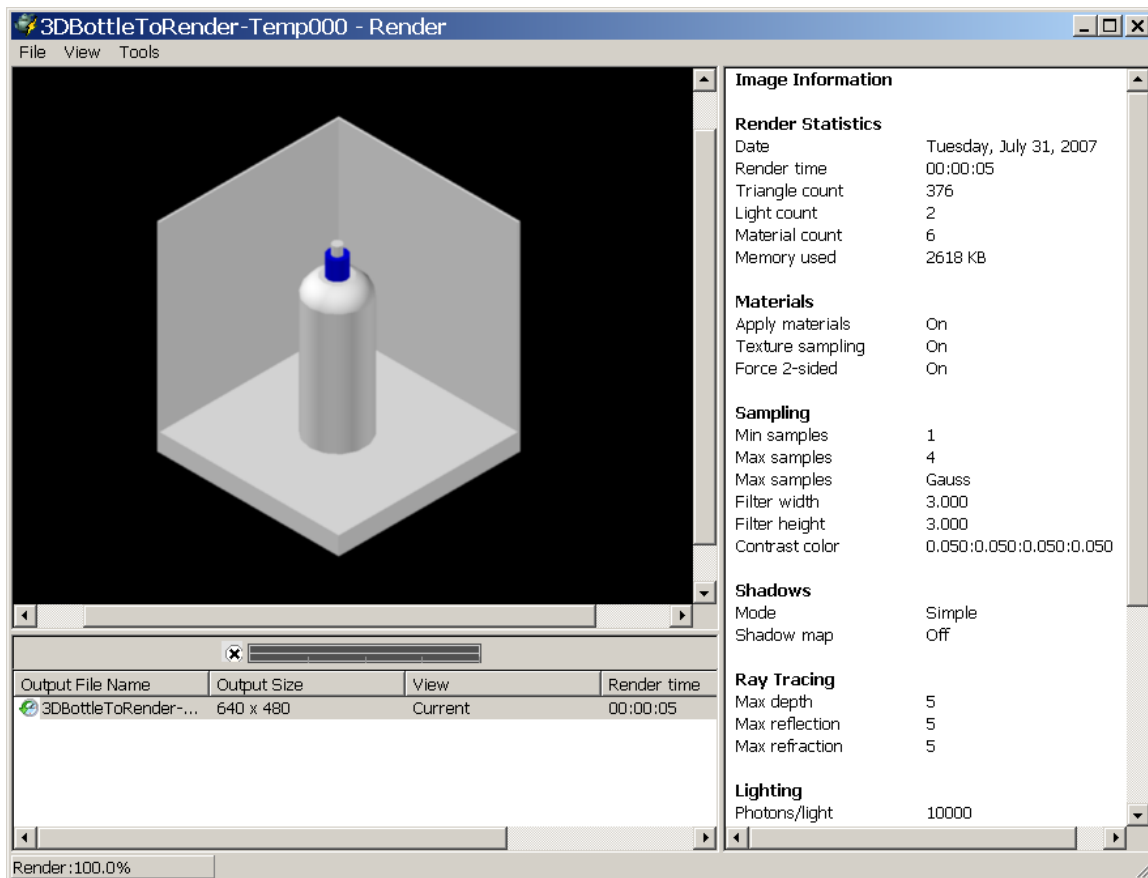 3DBottleToRender-Temp000 - Render
File View Tools
Image Information
Render Statistics
Date Tuesday, July 31, 2007
Render time 00:00:05
Triangle count 376
Light count 2
Material count 6
Memory used 2618 KB
Materials
Apply materials On
Texture sampling On
Force 2-sided On
Sampling
Min samples 1
Max samples 4
Max samples Gauss
Filter width 3.000
Filter height 3.000
Contrast color 0.050:0.050:0.050:0.050
Shadows
Mode Simple
Shadow map Off
Ray Tracing
Max depth 5
Max reflection 5
Max refraction 5
Lighting
Photons/light 10000
Output File Name Output Size View Render time
3DBottleToRender-... 640 x 480 Current 00:00:05
Render:100.0%